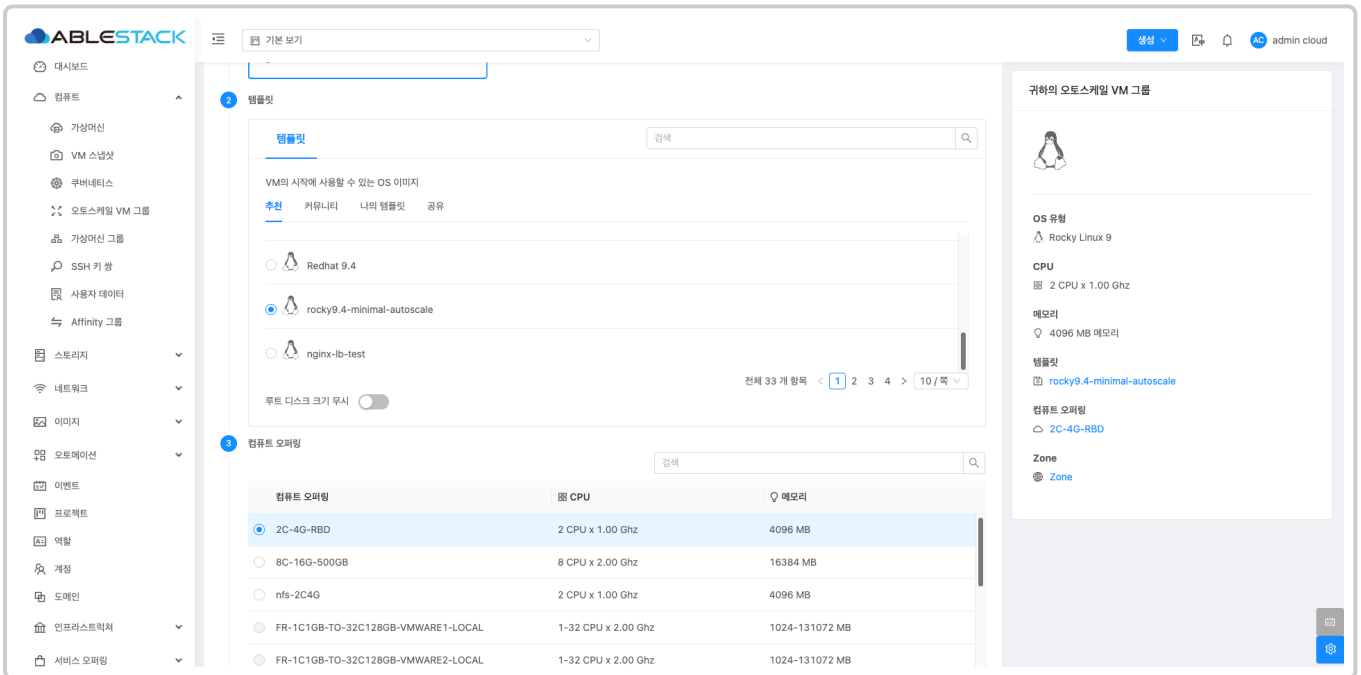 ABLESTACK
기본 보기
생성
AC admin cloud
대시보드
컴퓨트
가상머신
VM 스냅샷
쿠버네티스
오토스케일 VM 그룹
가상머신 그룹
SSH 키 쌍
사용자 데이터
Affinity 그룹
스토리지
네트워크
이미지
오토메이션
이벤트
프로젝트
역할
계정
도메인
인프라스트럭쳐
서비스 오퍼링
2 템플릿
템플릿
검색
VM의 시작에 사용할 수 있는 OS 이미지
추천 커뮤니티 나의 템플릿 공유
Redhat 9.4
rocky9.4-minimal-autoscale
nginx-lb-test
전체 33 개 항목 < 1 2 3 4 > 10 / 쪽
루트 디스크 크기 무시
3 컴퓨트 오퍼링
검색
컴퓨트 오퍼링 CPU 메모리
2C-4G-RBD 2 CPU x 1.00 Ghz 4096 MB
8C-16G-500GB 8 CPU x 2.00 Ghz 16384 MB
nfs-2C4G 2 CPU x 1.00 Ghz 4096 MB
FR-1C1GB-TO-32C128GB-VMWARE1-LOCAL 1-32 CPU x 2.00 Ghz 1024-131072 MB
FR-1C1GB-TO-32C128GB-VMWARE2-LOCAL 1-32 CPU x 2.00 Ghz 1024-131072 MB
귀하의 오토스케일 VM 그룹
OS 유형
Rocky Linux 9
CPU
2 CPU x 1.00 Ghz
메모리
4096 MB 메모리
템플릿
rocky9.4-minimal-autoscale
컴퓨트 오퍼링
2C-4G-RBD
Zone
Zone